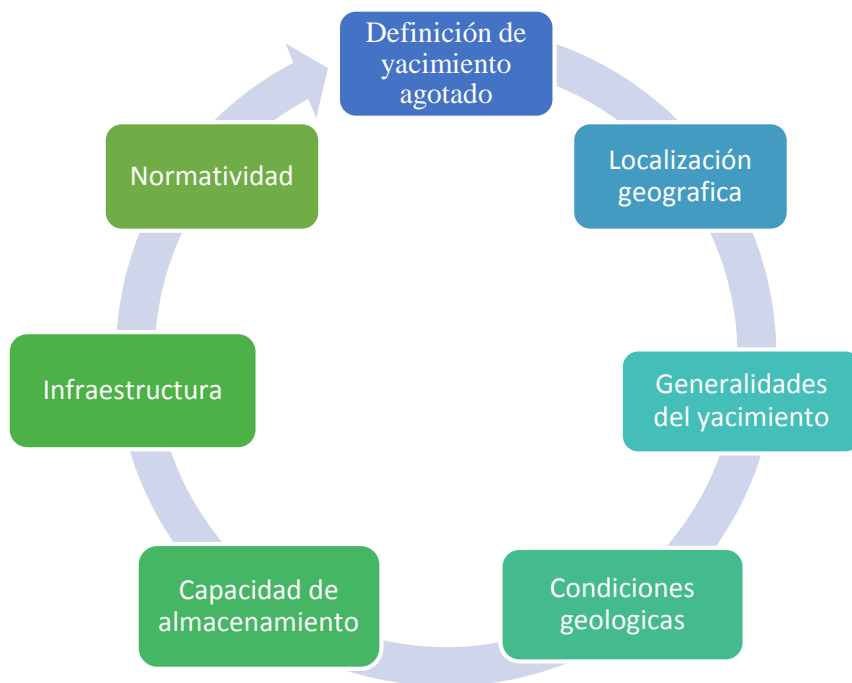 Definición de
yacimiento
agotado
Localización
geografica
Generalidades
del yacimiento
Condiciones
geologicas
Capacidad de
almacenamiento
Infraestructura
Normatividad